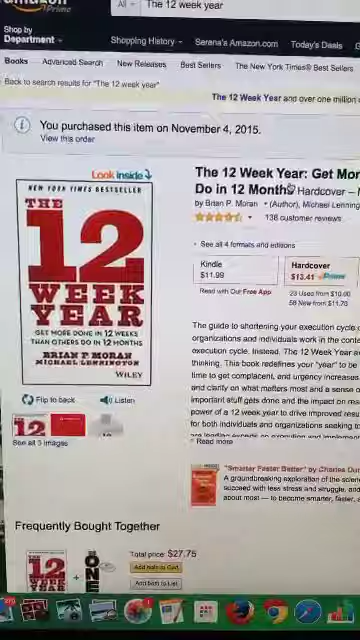 amazon
Prime
All
The 12 week year
Shop by
Department
Shopping History
Serena's Amazon.com
Today's Deals
Books
Advanced Search
New Releases
Best Sellers
The New York Times® Best Sellers
Back to search results for "The 12 week year"
The 12 Week Year and over one million
You purchased this item on November 4, 2015.
View this order
Look Inside
NEW YORK TIMES BESTSELLER
THE
12
WEEK
YEAR
GET MORE DONE IN 12 WEEKS
THAN OTHERS DO IN 12 MONTHS
BRIAN P. MORAN
MICHAEL LENNINGTON
WILEY
Flip to back
Listen
See all 3 images
The 12 Week Year: Get Mor
Do in 12 Months Hardcover –
by Brian P. Moran (Author), Michael Lenning
138 customer reviews
See all 4 formats and editions
Kindle
$11.99
Hardcover
$13.41 Prime
Read with Our Free App
23 Used from $10.00
58 New from $11.70
The guide to shortening your execution cycle
organizations and individuals work in the conte
execution cycle. Instead, The 12 Week Year a
thinking. This book redefines your "year" to be
time to get complacent, and urgency increases
and clarity on what matters most and a sense o
important stuff gets done and the impact on res
power of a 12 week year to drive improved resu
for both individuals and organizations seeking t
Read more
"Smarter Faster Better" by Charles Du
A groundbreaking exploration of the scien
succeed with less stress and struggle, and
about most — to become smarter, faster,
Frequently Bought Together
THE
12
WEEK
YEAR
+
ONE
Total price: $27.75
Add both to Cart
Add both to List